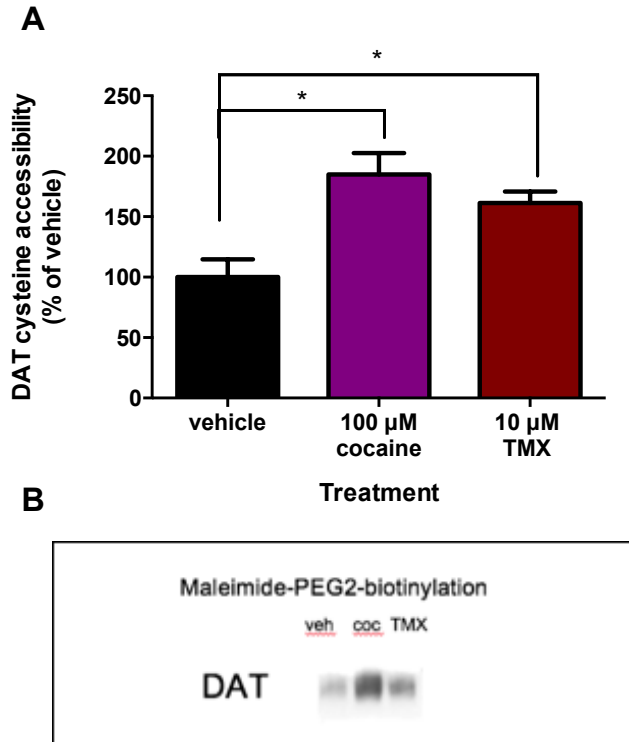 A
*
*
250
200
150
100
50
0
DAT cysteine accessibility
(% of vehicle)
vehicle
100 µM
cocaine
10 µM
TMX
Treatment
B
Maleimide-PEG2-biotinylation
veh coc TMX
DAT